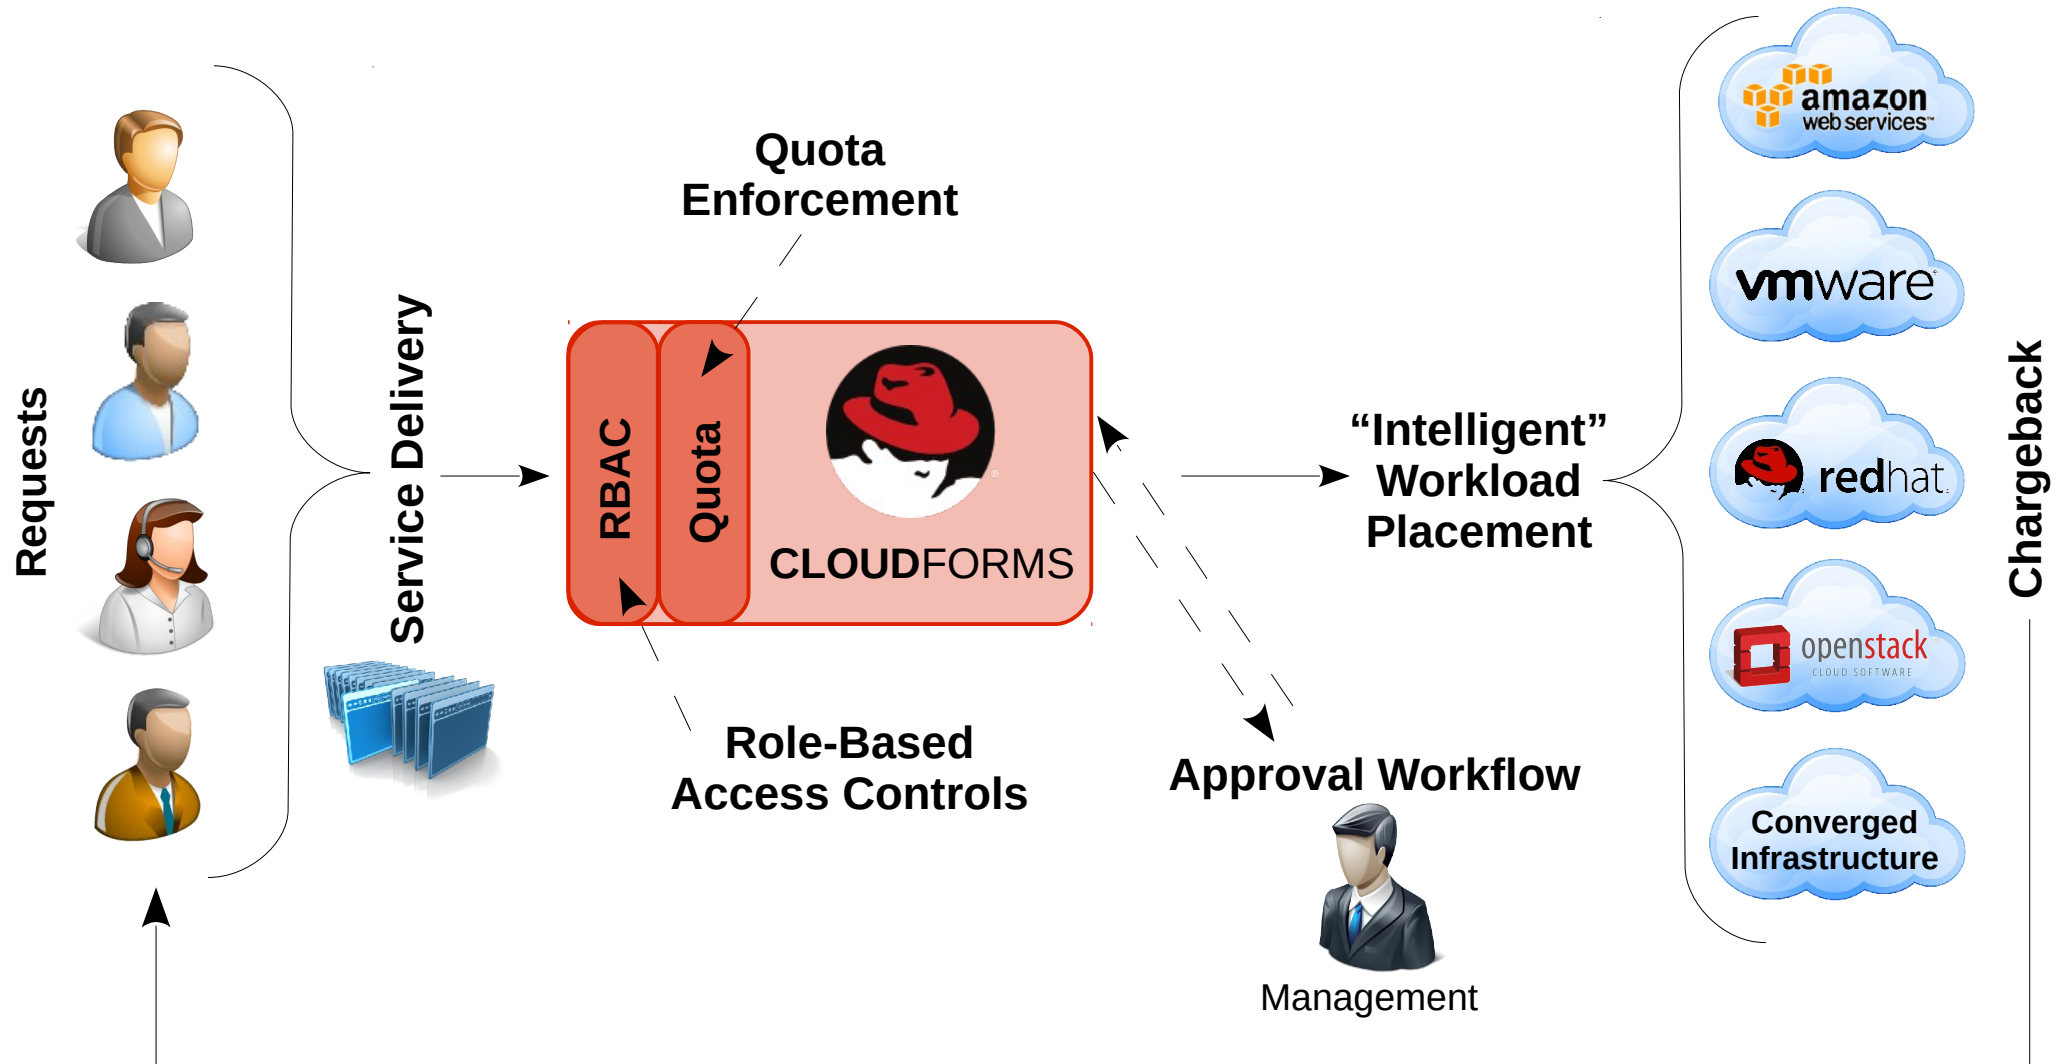 Requests
Service Delivery
Quota
Enforcement
RBAC
Quota
CLOUDFORMS
Role-Based
Access Controls
“Intelligent”
Workload
Placement
Approval Workflow
Management
amazon
web services™
vmware
redhat.
openstack
CLOUD SOFTWARE
Converged
Infrastructure
Chargeback